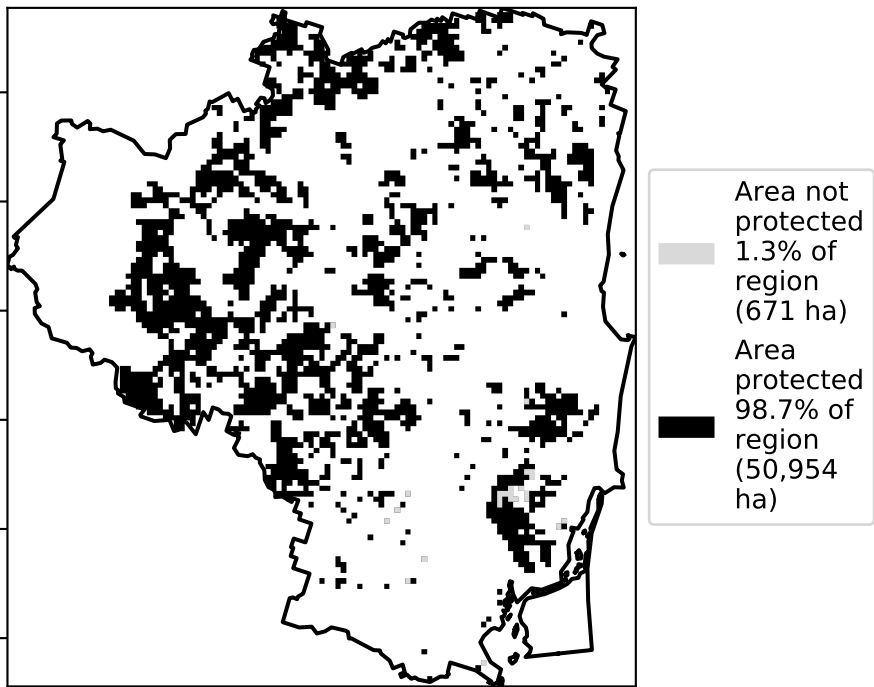 Area not
protected
1.3% of
region
(671 ha)
Area
protected
98.7% of
region
(50,954
ha)